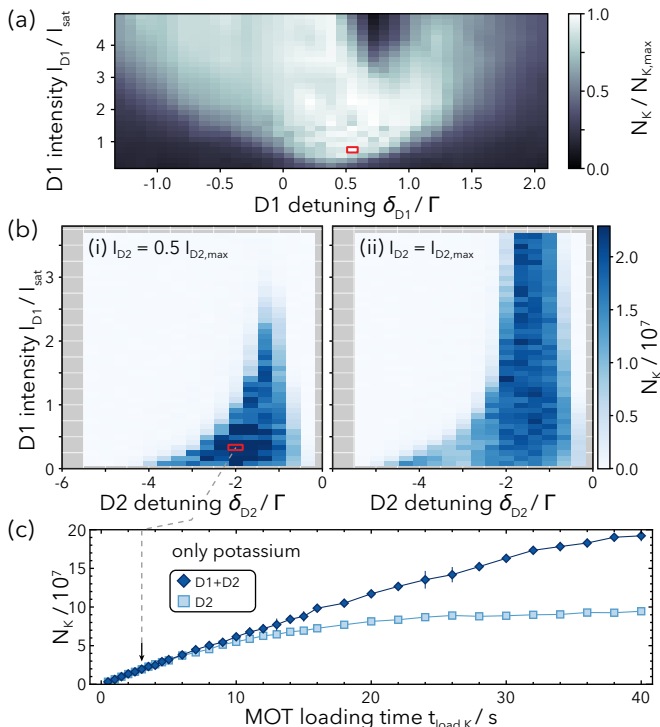 (a)
D1 intensity I_D1 / I_sat
4
3
2
1
-1.0 -0.5 0 0.5 1.0 1.5 2.0
D1 detuning δ_D1 / Γ
1.0
0.5
0.0
N_K / N_K,max
(b)
(i) I_D2 = 0.5 I_D2,max
(ii) I_D2 = I_D2,max
D1 intensity I_D1 / I_sat
3
2
1
0
-6 -4 -2 0
-4 -2 0
D2 detuning δ_D2 / Γ
D2 detuning δ_D2 / Γ
2.0
1.5
1.0
0.5
0.0
N_K / 10^7
(c)
only potassium
D1+D2
D2
N_K / 10^7
20
15
10
5
0
0 5 10 15 20 25 30 35 40
MOT loading time t_load,K / s